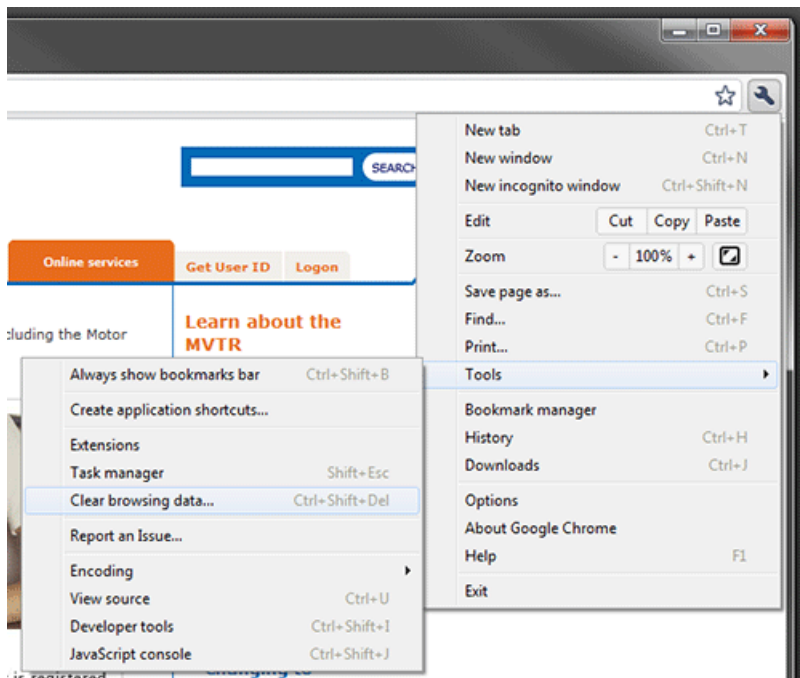 SEARCH
Online services
Get User ID
Logon
cluding the Motor
Learn about the
MVTR
New tab Ctrl+T
New window Ctrl+N
New incognito window Ctrl+Shift+N
Edit Cut Copy Paste
Zoom - 100% +
Save page as... Ctrl+S
Find... Ctrl+F
Print... Ctrl+P
Tools
Bookmark manager
History Ctrl+H
Downloads Ctrl+J
Options
About Google Chrome
Help F1
Exit
Always show bookmarks bar Ctrl+Shift+B
Create application shortcuts...
Extensions
Task manager Shift+Esc
Clear browsing data... Ctrl+Shift+Del
Report an Issue...
Encoding
View source Ctrl+U
Developer tools Ctrl+Shift+I
JavaScript console Ctrl+Shift+J
is registered
Changing to